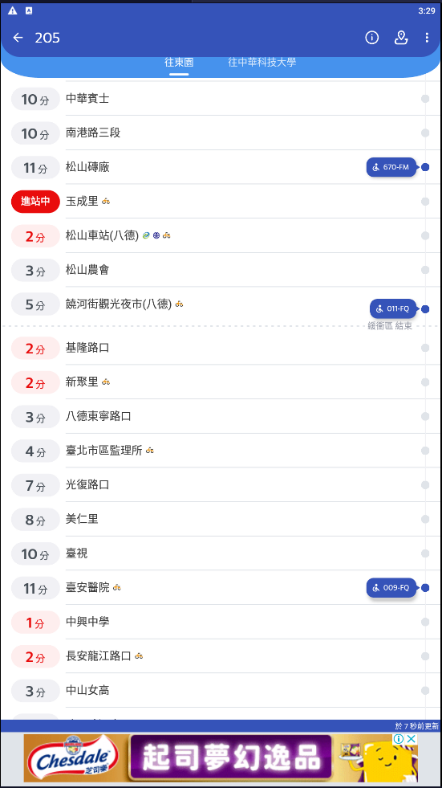 3:29
205
往東園 往中華科技大學
10分 中華賓士
10分 南港路三段
11分 松山磚廠 670-FM
進站中 玉成里
2分 松山車站(八德)
3分 松山農會
5分 饒河街觀光夜市(八德) 011-FQ
緩衝區 結束
2分 基隆路口
2分 新聚里
3分 八德東寧路口
4分 臺北市區監理所
7分 光復路口
8分 美仁里
10分 臺視
11分 臺安醫院 009-FQ
1分 中興中學
2分 長安龍江路口
3分 中山女高
於 7 秒前更新
Chesdale
芝司樂
起司夢幻逸品